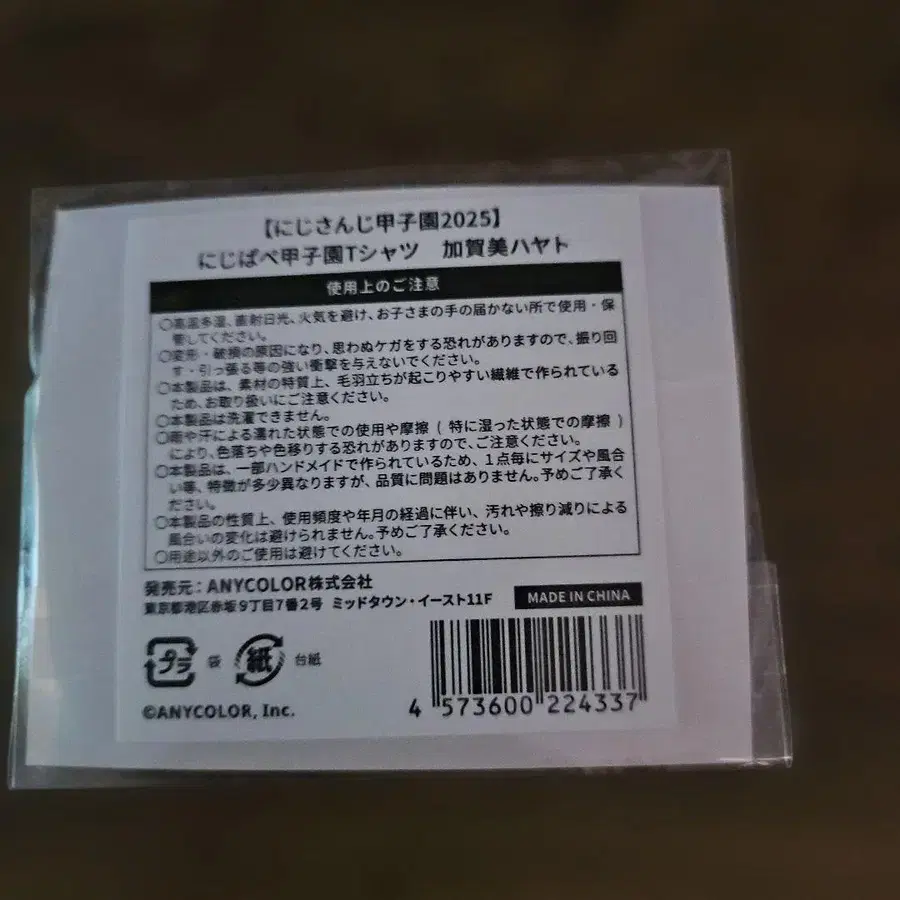 【にじさんじ甲子園2025】
にじぱぺ甲子園Tシャツ　加賀美ハヤト
使用上のご注意
○高温多湿、直射日光、火気を避け、お子さまの手の届かない所で使用・保
管してください。
○変形・破損の原因になり、思わぬケガをする恐れがありますので、振り回
す・引っ張る等の強い衝撃を与えないでください。
○本製品は、素材の特質上、毛羽立ちが起こりやすい繊維で作られている
ため、お取り扱いにご注意ください。
○本製品は洗濯できません。
○雨や汗による濡れた状態での使用や摩擦 ( 特に湿った状態での摩擦 )
により、色落ちや色移りする恐れがありますので、ご注意ください。
○本製品は、一部ハンドメイドで作られているため、１点毎にサイズや風合
い等、特徴が多少異なりますが、品質に問題はありません。予めご了承く
ださい。
○本製品の性質上、使用頻度や年月の経過に伴い、汚れや擦り減りによる
風合いの変化は避けられません。予めご了承ください。
○用途以外のご使用は避けてください。
発売元：ANYCOLOR株式会社
東京都港区赤坂９丁目７番２号 ミッドタウン・イースト11F
MADE IN CHINA
プラ 袋 紙 台紙
©ANYCOLOR, Inc.
4 573600 224337